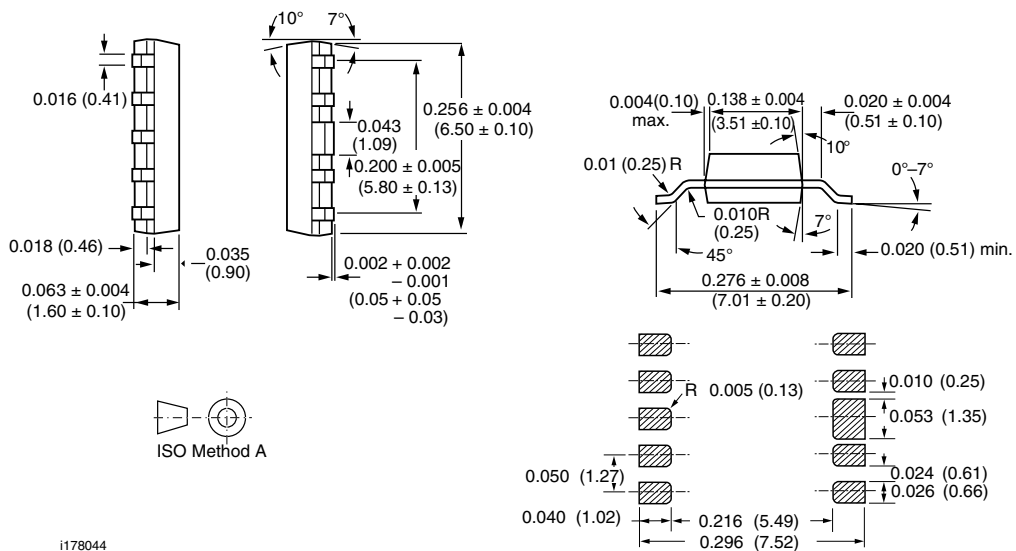 10°
7°
0.016 (0.41)
0.043
(1.09)
0.256 ± 0.004
(6.50 ± 0.10)
0.200 ± 0.005
(5.80 ± 0.13)
0.018 (0.46)
0.035
(0.90)
0.063 ± 0.004
(1.60 ± 0.10)
0.002 + 0.002
– 0.001
(0.05 + 0.05
– 0.03)
0.004(0.10)
max.
0.138 ± 0.004
(3.51 ±0.10)
0.020 ± 0.004
(0.51 ± 0.10)
10°
0.01 (0.25) R
0°–7°
0.010R
(0.25)
7°
45°
0.020 (0.51) min.
0.276 ± 0.008
(7.01 ± 0.20)
ISO Method A
R 0.005 (0.13)
0.010 (0.25)
0.053 (1.35)
0.050 (1.27)
0.024 (0.61)
0.026 (0.66)
0.040 (1.02)
0.216 (5.49)
0.296 (7.52)
i178044